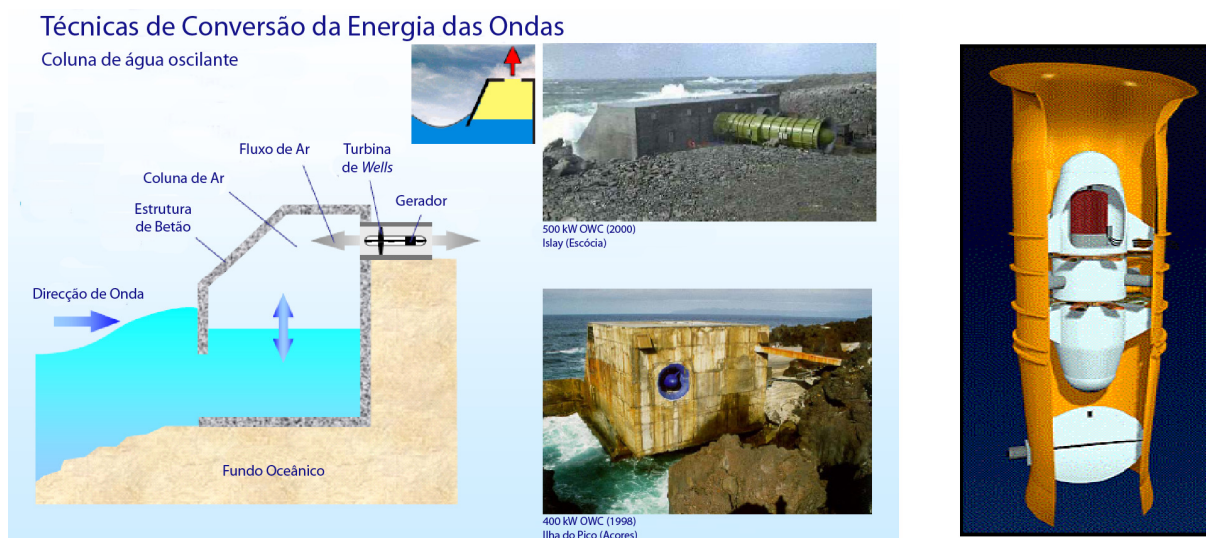 Técnicas de Conversão da Energia das Ondas
Coluna de água oscilante
Fluxo de Ar
Turbina
de Wells
Coluna de Ar
Gerador
Estrutura
de Betão
Direcção de Onda
Fundo Oceânico
500 kW OWC (2000)
Islay (Escócia)
400 kW OWC (1998)
Ilha do Pico (Açores)